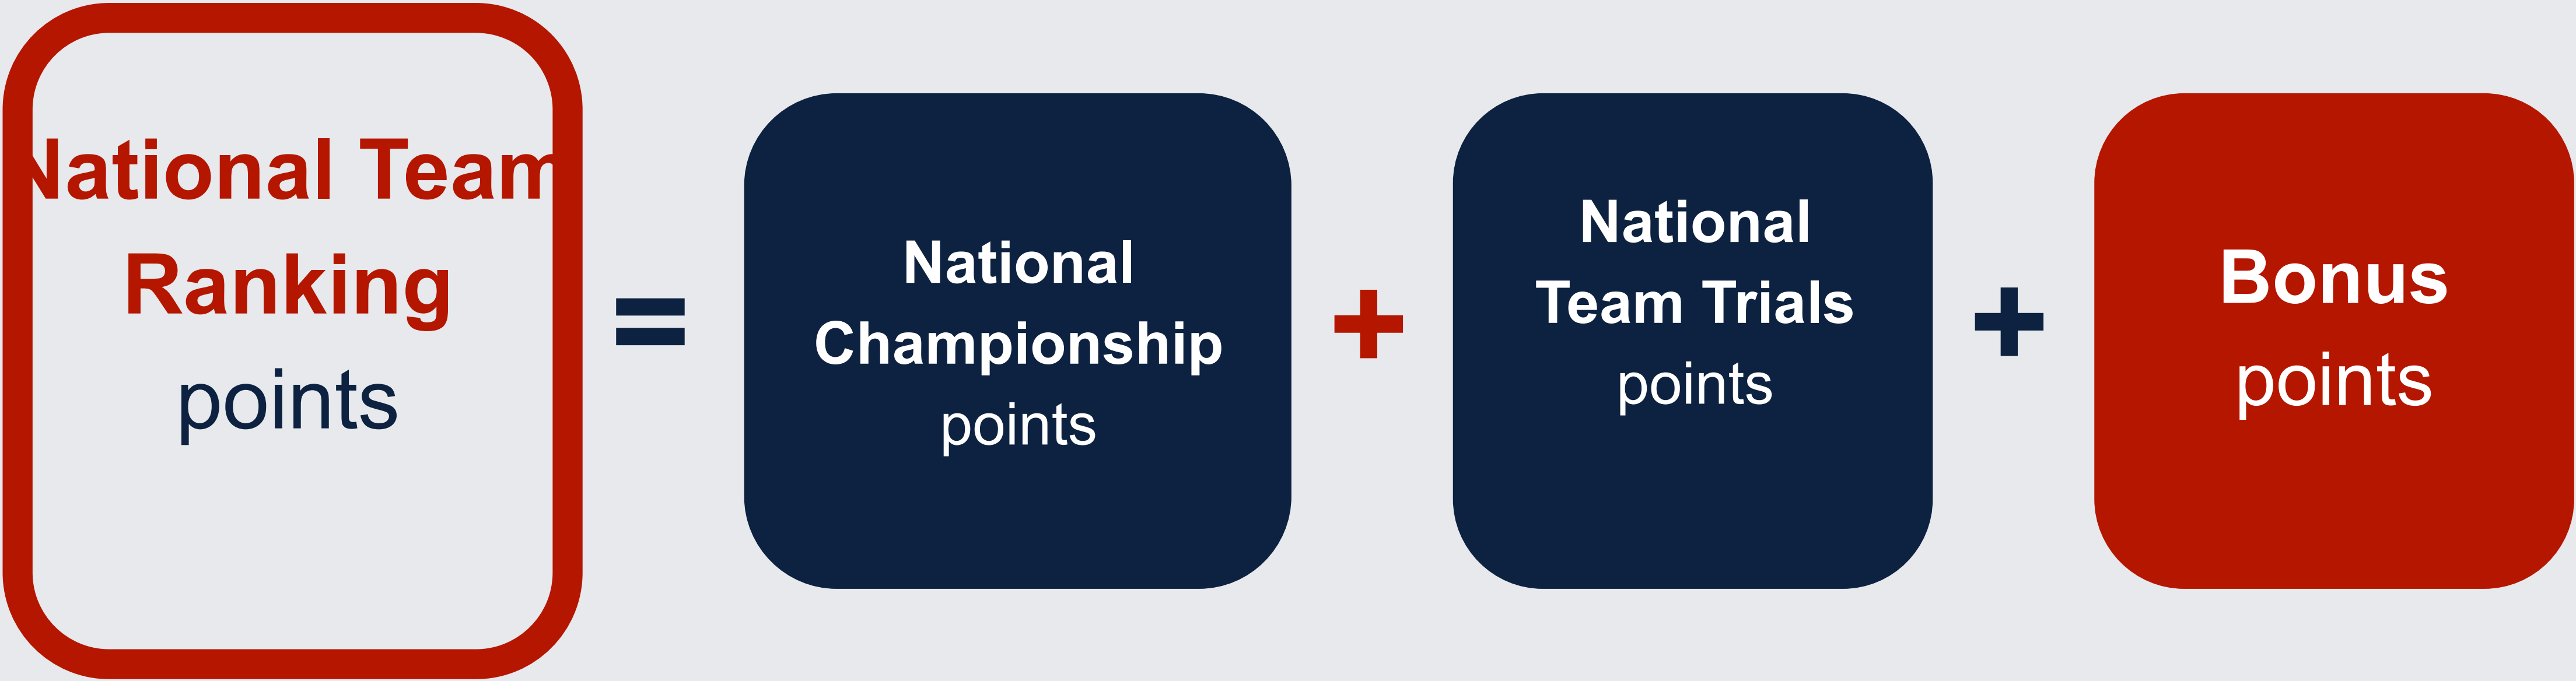 National Team
Ranking
points
=
National
Championship
points
+
National
Team Trials
points
+
Bonus
points